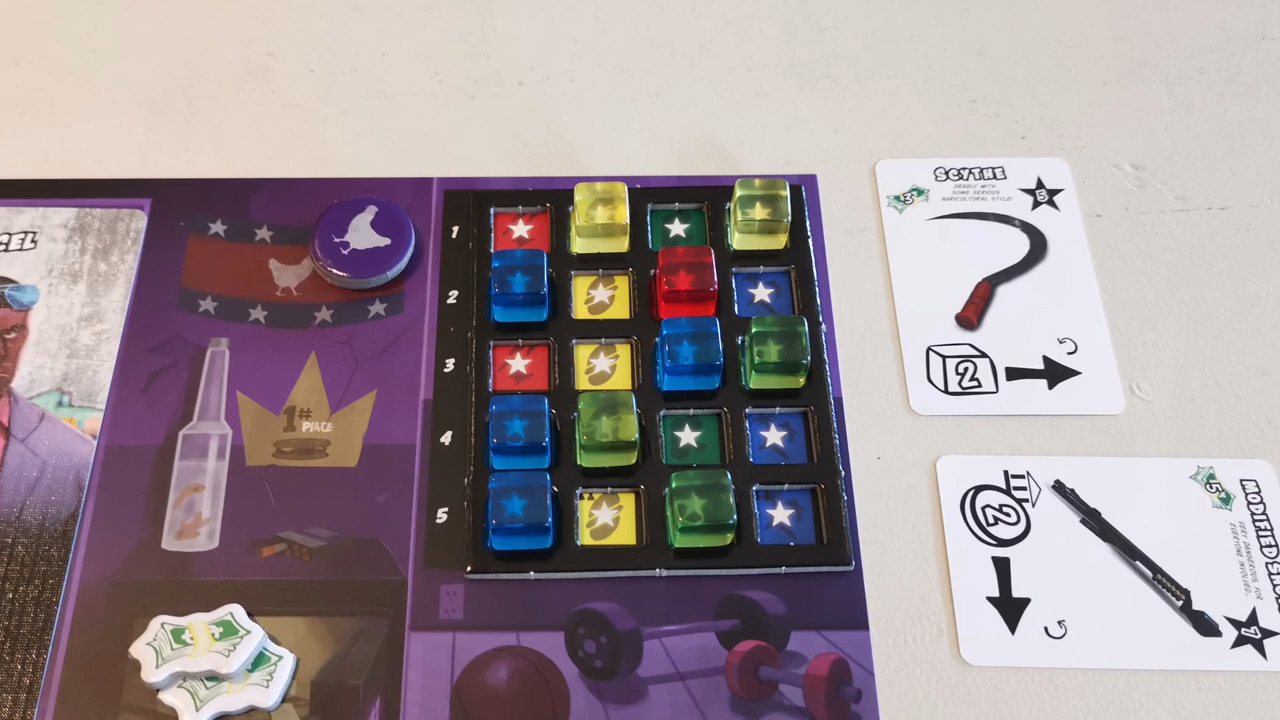 CEL
1
2
3
4
5
1#
PLACE
SCYTHE
DEADLY WITH
SOME SERIOUS
AGRICULTURAL STYLE!
3
5
2
MODIFIED
VERY DANGEROUS FOR
EVERYONE INVOLVED.
5
7
2